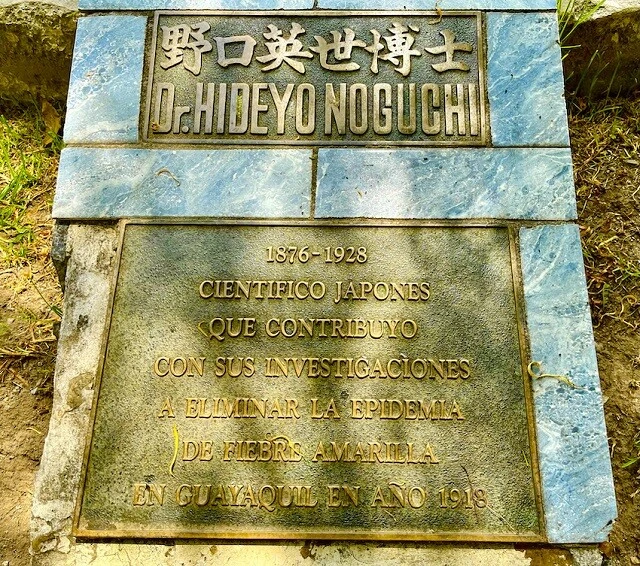 野口英世博士
Dr. HIDEYO NOGUCHI
1876-1928
CIENTIFICO JAPONES
QUE CONTRIBUYO
CON SUS INVESTIGACÌONES
A ELIMINAR LA EPIDEMIA
DE FIEBRE AMARILLA
EN GUAYAQUIL EN AÑO 1918